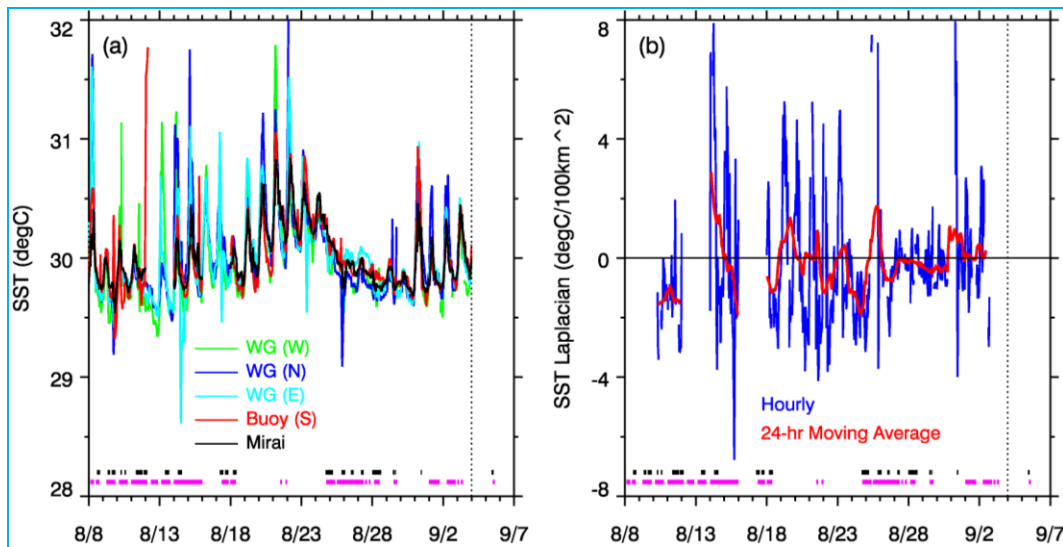 (a)
SST (degC)
32
31
30
29
28
WG (W)
WG (N)
WG (E)
Buoy (S)
Mirai
8/8 8/13 8/18 8/23 8/28 9/2 9/7
(b)
SST Laplacian (degC/100km ^ 2)
8
4
0
-4
-8
Hourly
24-hr Moving Average
8/8 8/13 8/18 8/23 8/28 9/2 9/7